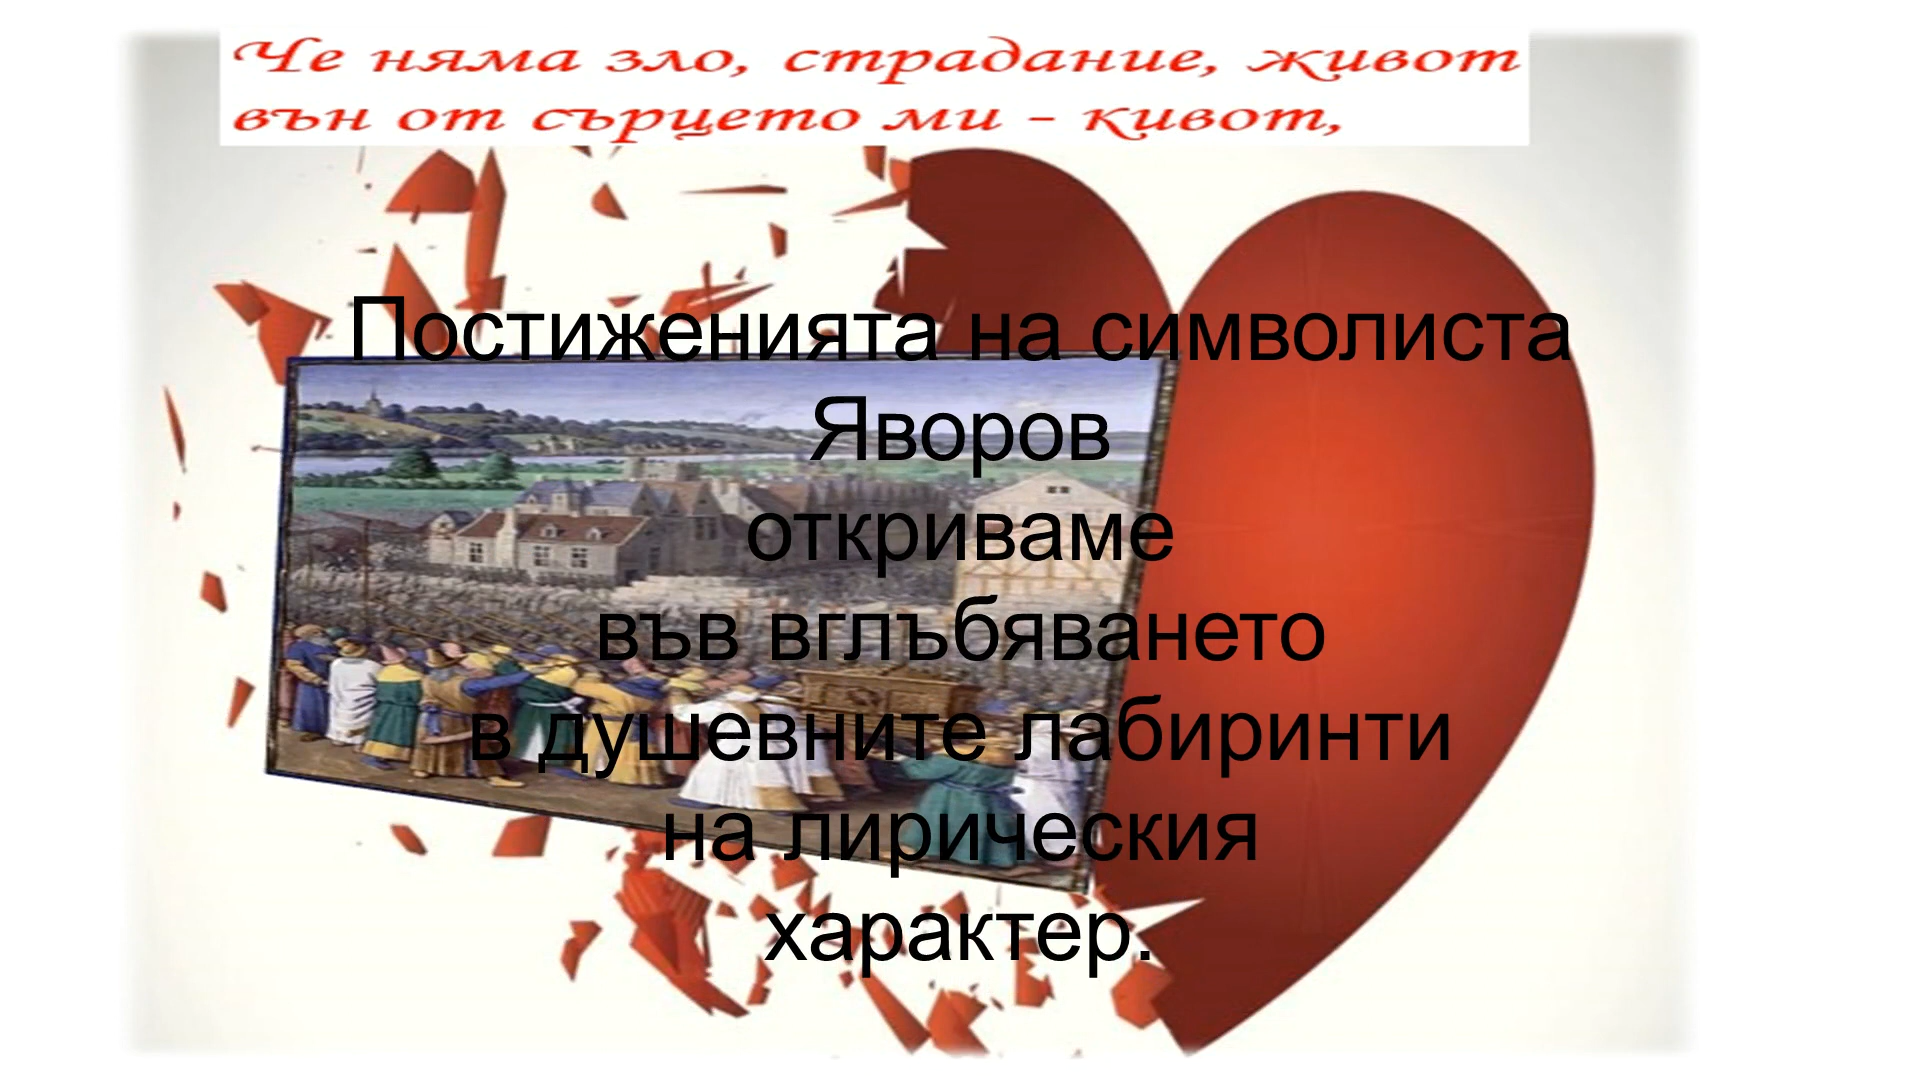 Че няма зло, страдание, живот
вън от сърцето ми - кивот,
Постиженията на символиста
Яворов
откриваме
във вглъбяването
в душевните лабиринти
на лирическия
характер.